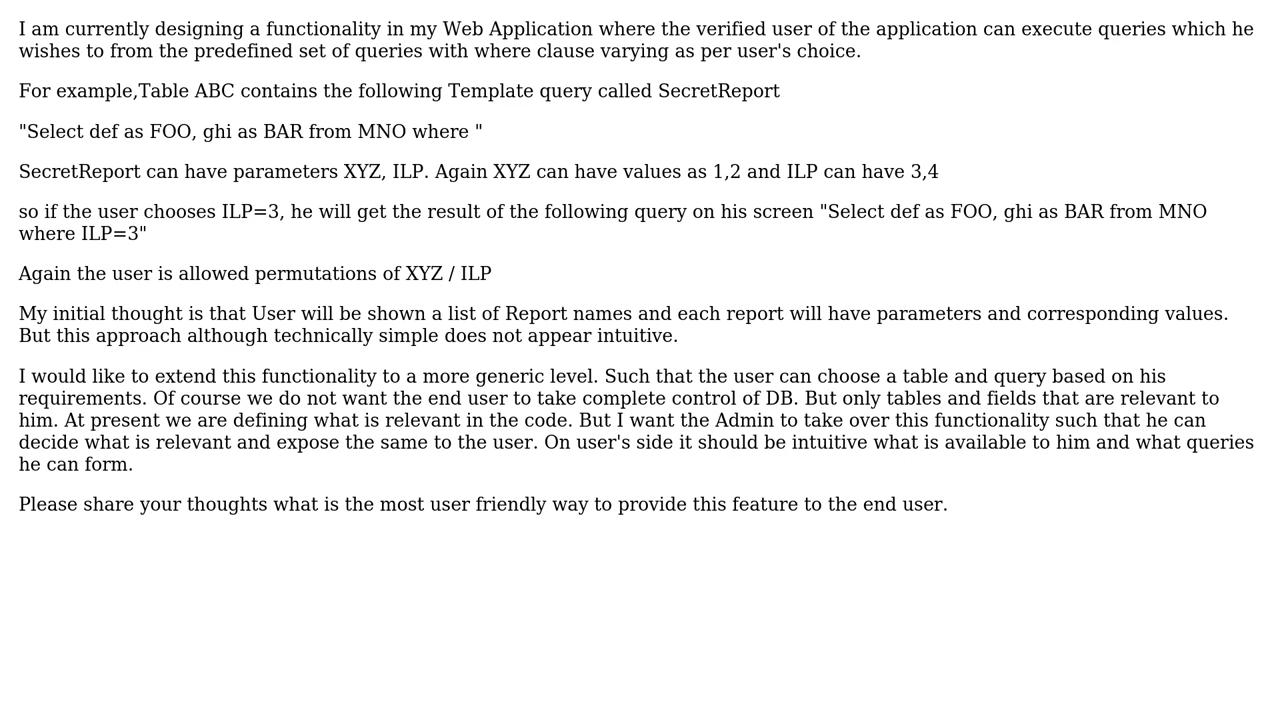 I am currently designing a functionality in my Web Application where the verified user of the application can execute queries which he
wishes to from the predefined set of queries with where clause varying as per user's choice.
For example,Table ABC contains the following Template query called SecretReport
"Select def as FOO, ghi as BAR from MNO where "
SecretReport can have parameters XYZ, ILP. Again XYZ can have values as 1,2 and ILP can have 3,4
so if the user chooses ILP=3, he will get the result of the following query on his screen "Select def as FOO, ghi as BAR from MNO
where ILP=3"
Again the user is allowed permutations of XYZ / ILP
My initial thought is that User will be shown a list of Report names and each report will have parameters and corresponding values.
But this approach although technically simple does not appear intuitive.
I would like to extend this functionality to a more generic level. Such that the user can choose a table and query based on his
requirements. Of course we do not want the end user to take complete control of DB. But only tables and fields that are relevant to
him. At present we are defining what is relevant in the code. But I want the Admin to take over this functionality such that he can
decide what is relevant and expose the same to the user. On user's side it should be intuitive what is available to him and what queries
he can form.
Please share your thoughts what is the most user friendly way to provide this feature to the end user.